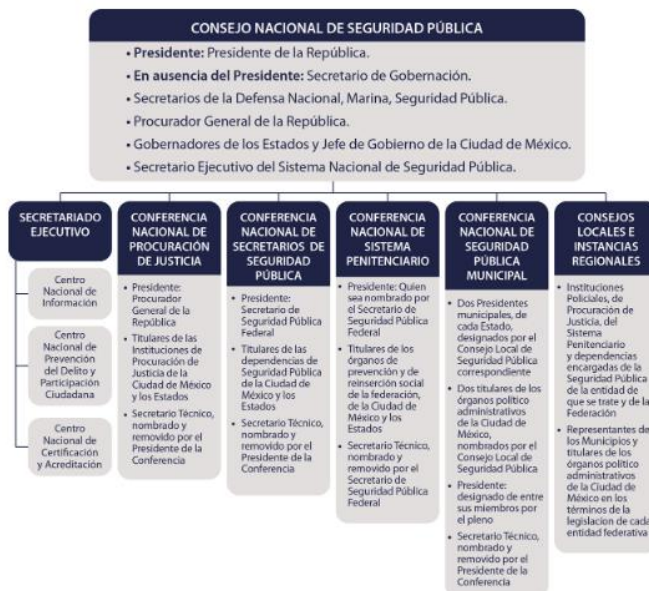 CONSEJO NACIONAL DE SEGURIDAD PÚBLICA
• Presidente: Presidente de la República.
• En ausencia del Presidente: Secretario de Gobernación.
• Secretarios de la Defensa Nacional, Marina, Seguridad Pública.
• Procurador General de la República.
• Gobernadores de los Estados y Jefe de Gobierno de la Ciudad de México.
• Secretario Ejecutivo del Sistema Nacional de Seguridad Pública.
SECRETARIADO
EJECUTIVO
Centro
Nacional de
Información
Centro
Nacional de
Prevención
del Delito y
Participación
Ciudadana
Centro
Nacional de
Certificación
y Acreditación
CONFERENCIA
NACIONAL DE
PROCURACIÓN
DE JUSTICIA
• Presidente:
Procurador
General de la
República
• Titulares de las
Instituciones de
Procuración de
Justicia de la
Ciudad de México
y los Estados
• Secretario Técnico,
nombrado y
removido por el
Presidente de la
Conferencia
CONFERENCIA
NACIONAL DE
SECRETARIOS DE
SEGURIDAD
PÚBLICA
• Presidente:
Secretario de
Seguridad Pública
Federal
• Titulares de las
dependencias de
Seguridad Pública
de la Ciudad de
México y los
Estados
• Secretario Técnico,
nombrado y
removido por el
Presidente de la
Conferencia
CONFERENCIA
NACIONAL DE
SISTEMA
PENITENCIARIO
• Presidente: Quien
sea nombrado por
el Secretario de
Seguridad Pública
Federal
• Titulares de los
órganos de
prevención y de
reinserción social
de la federación,
de la Ciudad de
México, y los
Estados
• Secretario Técnico,
nombrado y
removido por el
Secretario de
Seguridad Pública
Federal
CONFERENCIA
NACIONAL DE
SEGURIDAD
PÚBLICA
MUNICIPAL
• Dos Presidentes
municipales, de
cada Estado,
designados por el
Consejo Local de
Seguridad Pública
correspondiente
• Dos titulares de los
órganos político
administrativos
de la Ciudad de
México,
nombrados por el
Consejo Local de
Seguridad Pública
• Presidente:
designado de entre
sus miembros por
el pleno
• Secretario Técnico,
nombrado y
removido por el
Presidente de la
Conferencia
CONSEJOS
LOCALES E
INSTANCIAS
REGIONALES
• Instituciones
Policiales, de
Procuración de
Justicia, del
Sistema
Penitenciario
y dependencias
encargadas de la
Seguridad Pública
de la entidad de
que se trate y de la
Federación
• Representantes de
los Municipios y
titulares de los
órganos político
administrativos
de la Ciudad de
México en los
términos de la
legislacion de cada
entidad federativa